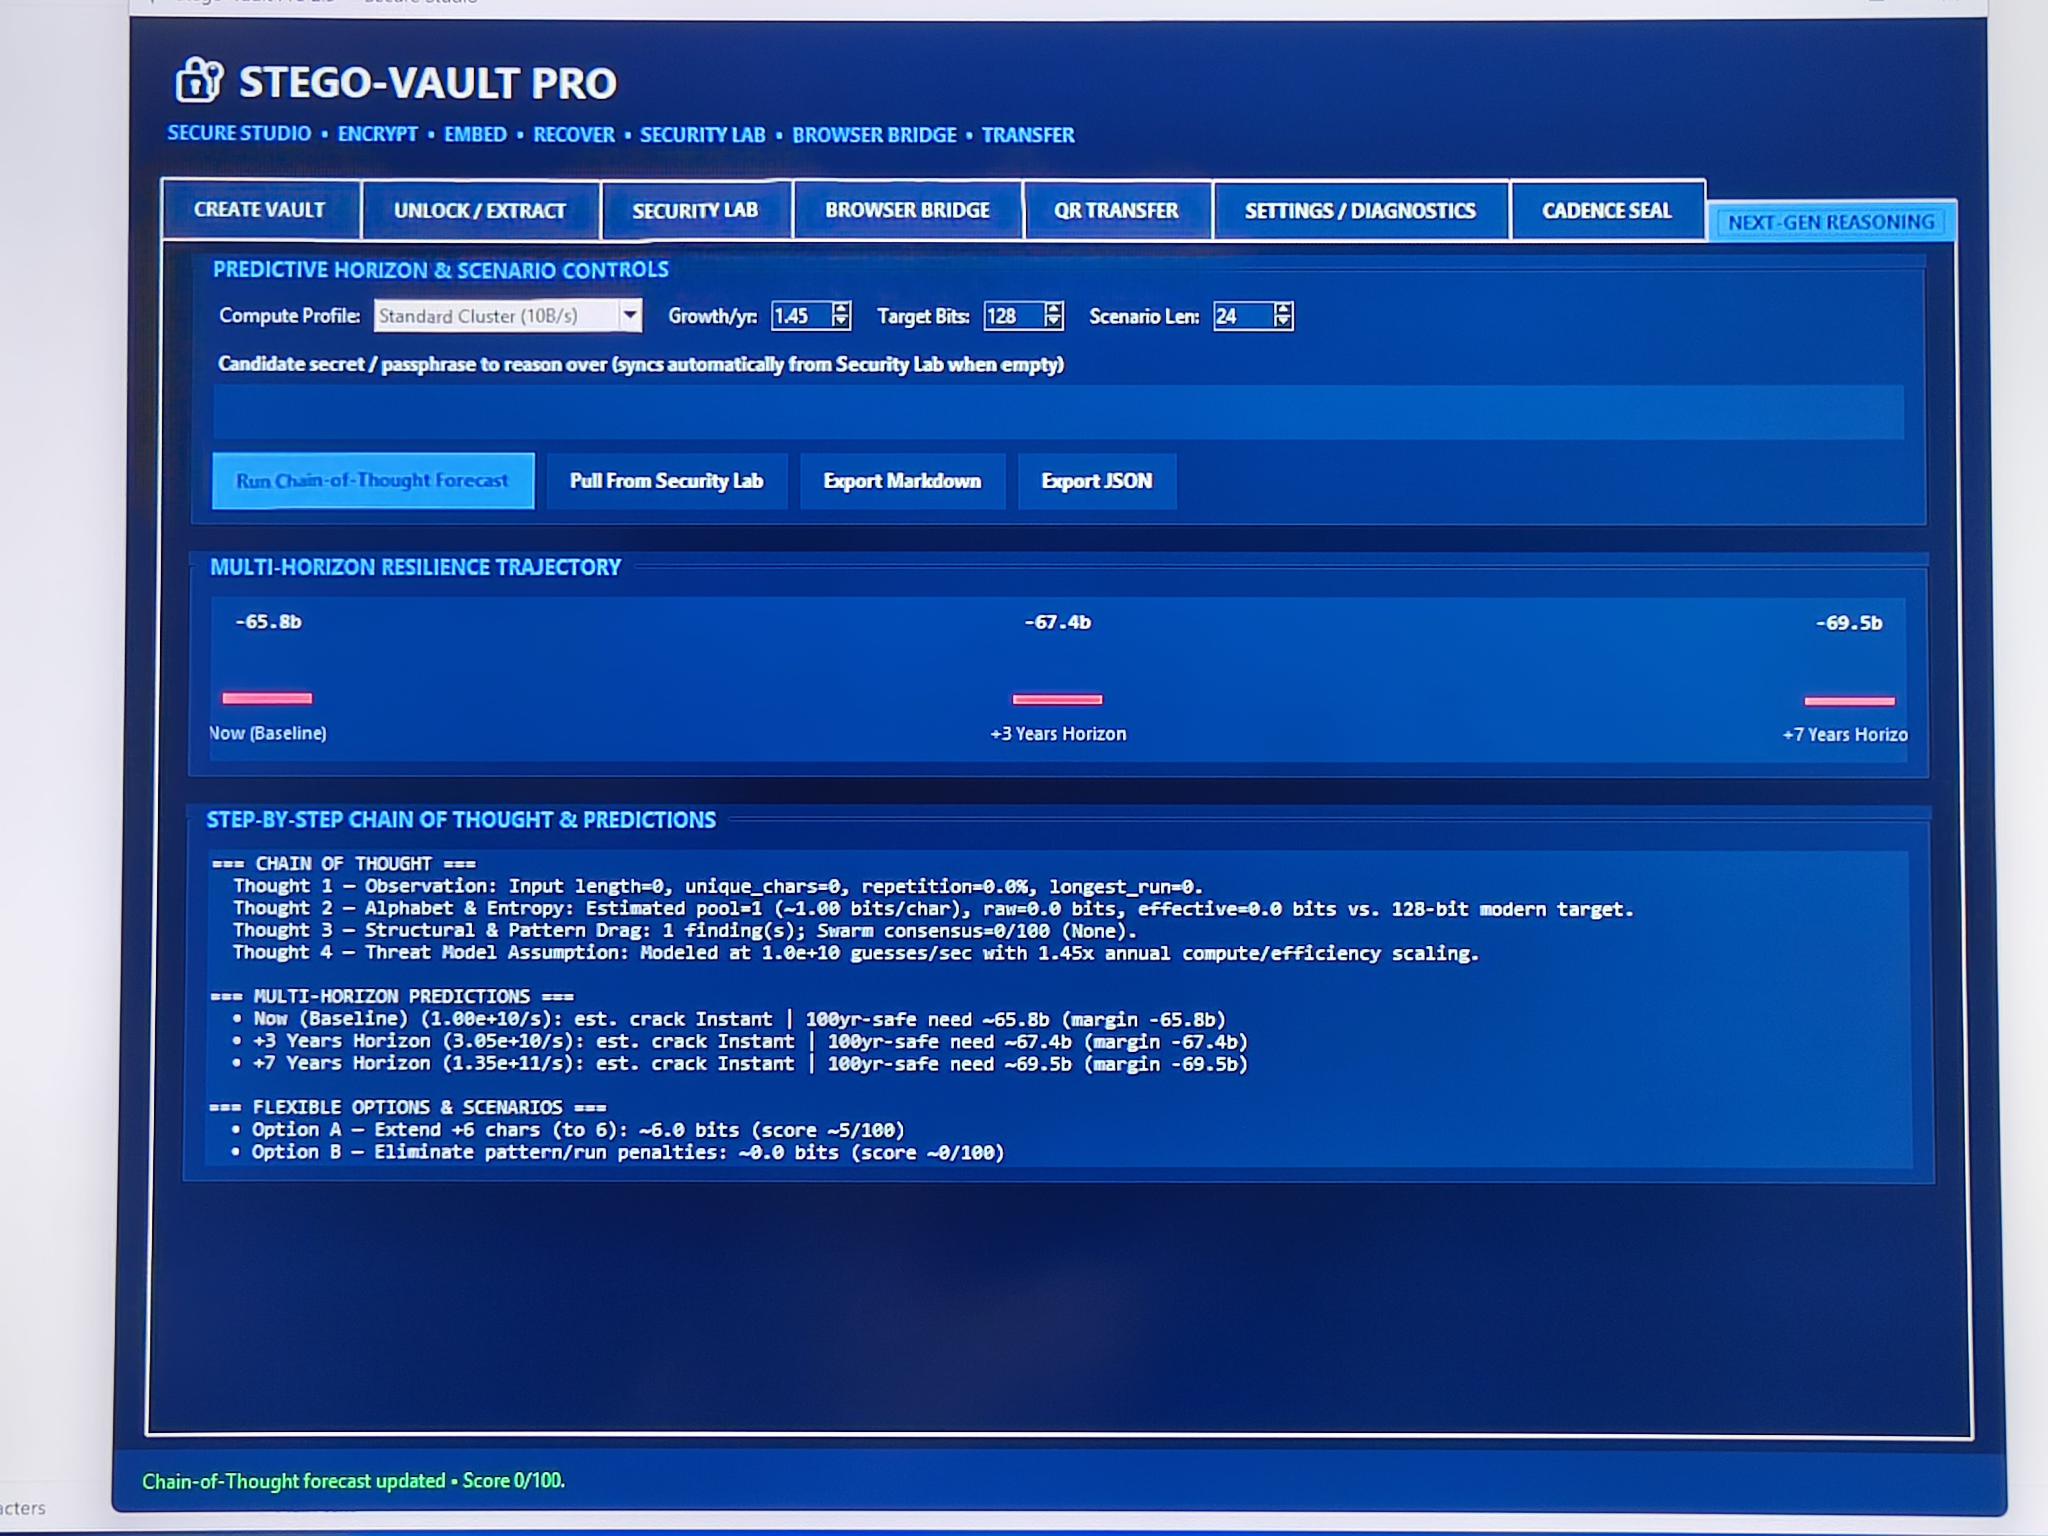 STEGO-VAULT PRO
SECURE STUDIO • ENCRYPT • EMBED • RECOVER • SECURITY LAB • BROWSER BRIDGE • TRANSFER
CREATE VAULT
UNLOCK / EXTRACT
SECURITY LAB
BROWSER BRIDGE
QR TRANSFER
SETTINGS / DIAGNOSTICS
CADENCE SEAL
NEXT-GEN REASONING
PREDICTIVE HORIZON & SCENARIO CONTROLS
Compute Profile: Standard Cluster (10B/s) Growth/yr: 1.45 Target Bits: 128 Scenario Len: 24
Candidate secret / passphrase to reason over (syncs automatically from Security Lab when empty)
Run Chain-of-Thought Forecast
Pull From Security Lab
Export Markdown
Export JSON
MULTI-HORIZON RESILIENCE TRAJECTORY
-65.8b
-67.4b
-69.5b
Now (Baseline)
+3 Years Horizon
+7 Years Horizo
STEP-BY-STEP CHAIN OF THOUGHT & PREDICTIONS
=== CHAIN OF THOUGHT ===
Thought 1 — Observation: Input length=0, unique_chars=0, repetition=0.0%, longest_run=0.
Thought 2 — Alphabet & Entropy: Estimated pool=1 (~1.00 bits/char), raw=0.0 bits, effective=0.0 bits vs. 128-bit modern target.
Thought 3 — Structural & Pattern Drag: 1 finding(s); Swarm consensus=0/100 (None).
Thought 4 — Threat Model Assumption: Modeled at 1.0e+10 guesses/sec with 1.45x annual compute/efficiency scaling.
=== MULTI-HORIZON PREDICTIONS ===
• Now (Baseline) (1.00e+10/s): est. crack Instant | 100yr-safe need ~65.8b (margin -65.8b)
• +3 Years Horizon (3.05e+10/s): est. crack Instant | 100yr-safe need ~67.4b (margin -67.4b)
• +7 Years Horizon (1.35e+11/s): est. crack Instant | 100yr-safe need ~69.5b (margin -69.5b)
=== FLEXIBLE OPTIONS & SCENARIOS ===
• Option A — Extend +6 chars (to 6): ~6.0 bits (score ~5/100)
• Option B — Eliminate pattern/run penalties: ~0.0 bits (score ~0/100)
Chain-of-Thought forecast updated • Score 0/100.
acters